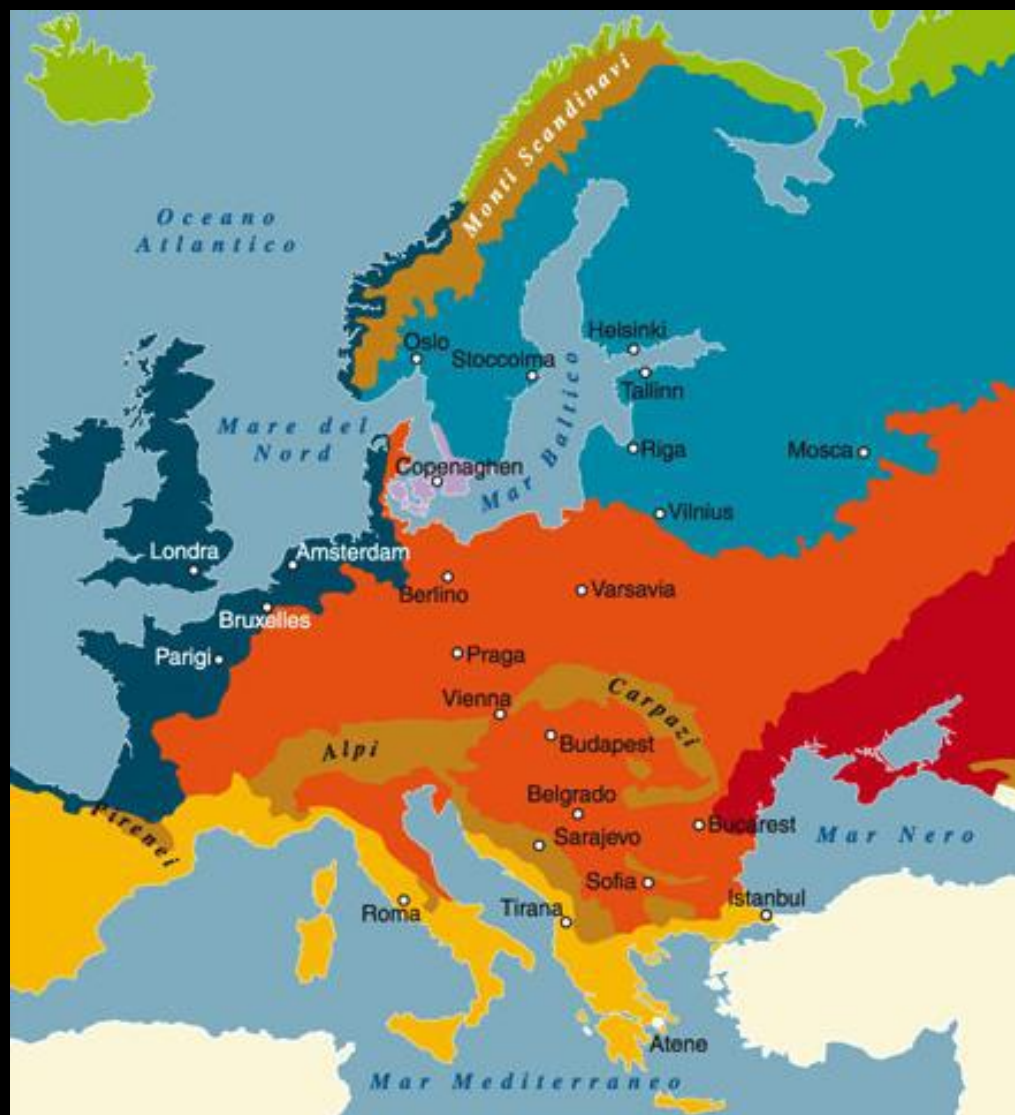 Monti Scandinavi
Oceano
Atlantico
Helsinki
Oslo
Stoccolma
Tallinn
Mare del
Nord
Mar Baltico
Riga
Mosca
Copenaghen
Vilnius
Londra
Amsterdam
Berlino
Varsavia
Bruxelles
Parigi
Praga
Carpazi
Vienna
Alpi
Budapest
Belgrado
Pirenei
Bucarest
Mar Nero
Sarajevo
Sofia
Istanbul
Roma
Tirana
Atene
Mar Mediterraneo